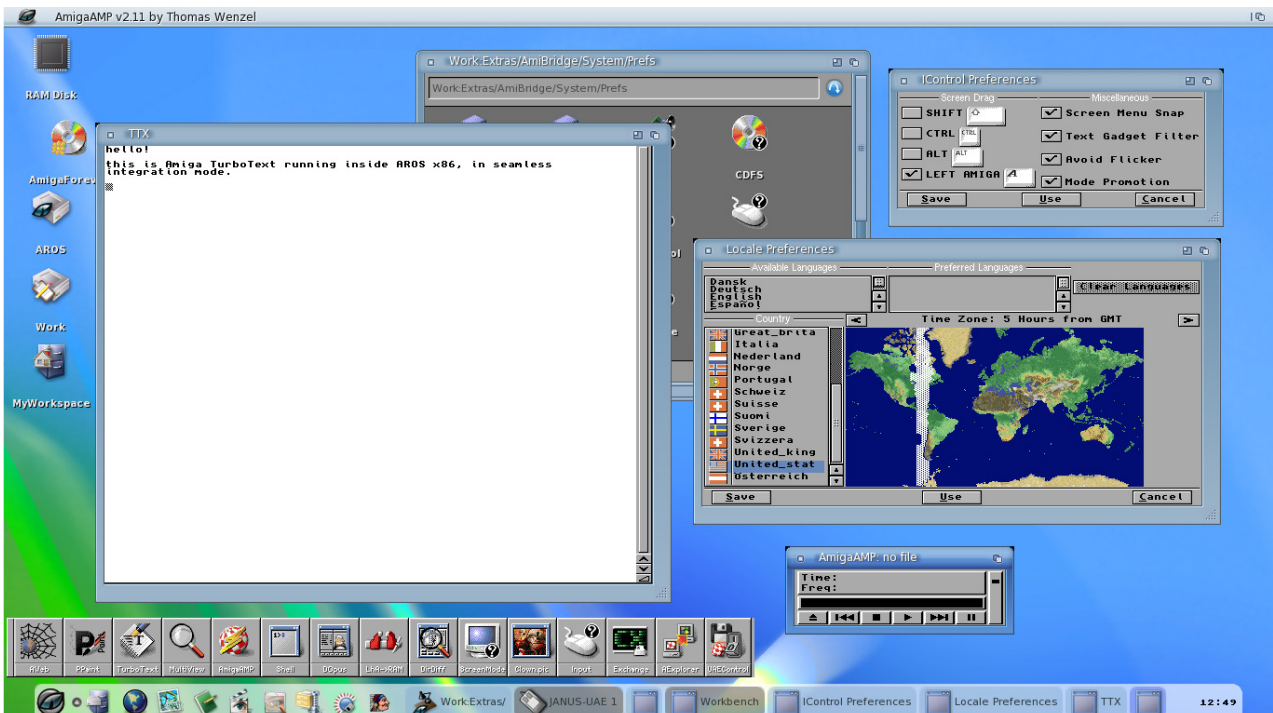 AmigaAMP v2.11 by Thomas Wenzel
RAM Disk
AmigaForev
AROS
Work
MyWorkspace
Work:Extras/AmiBridge/System/Prefs
Work:Extras/AmiBridge/System/Prefs
CDFS
ol
e
TTX
hello!
this is Amiga TurboText running inside AROS x86, in seamless
integration mode.
IControl Preferences
Screen Drag
Miscellaneous
SHIFT
Screen Menu Snap
CTRL CTRL
Text Gadget Filter
ALT ALT
Avoid Flicker
LEFT AMIGA A
Mode Promotion
Save Use Cancel
Locale Preferences
Available Languages
Preferred Languages
Dansk
Deutsch
English
Español
Clear Languages
Country
< Time Zone: 5 Hours from GMT >
Great_brita
Italia
Nederland
Norge
Portugal
Schweiz
Suisse
Suomi
Sverige
Svizzera
United_king
United_stat
Österreich
Save Use Cancel
AmigaAMP: no file
Time:
Freq:
AWeb PPaint TurboText MultiView AmigaAMP Shell DOpus LhA->RAM DirDiff ScreenMode Clown.pic Input Exchange AExplorer UAEControl
Work:Extras/ JANUS-UAE 1 Workbench IControl Preferences Locale Preferences TTX 12:49